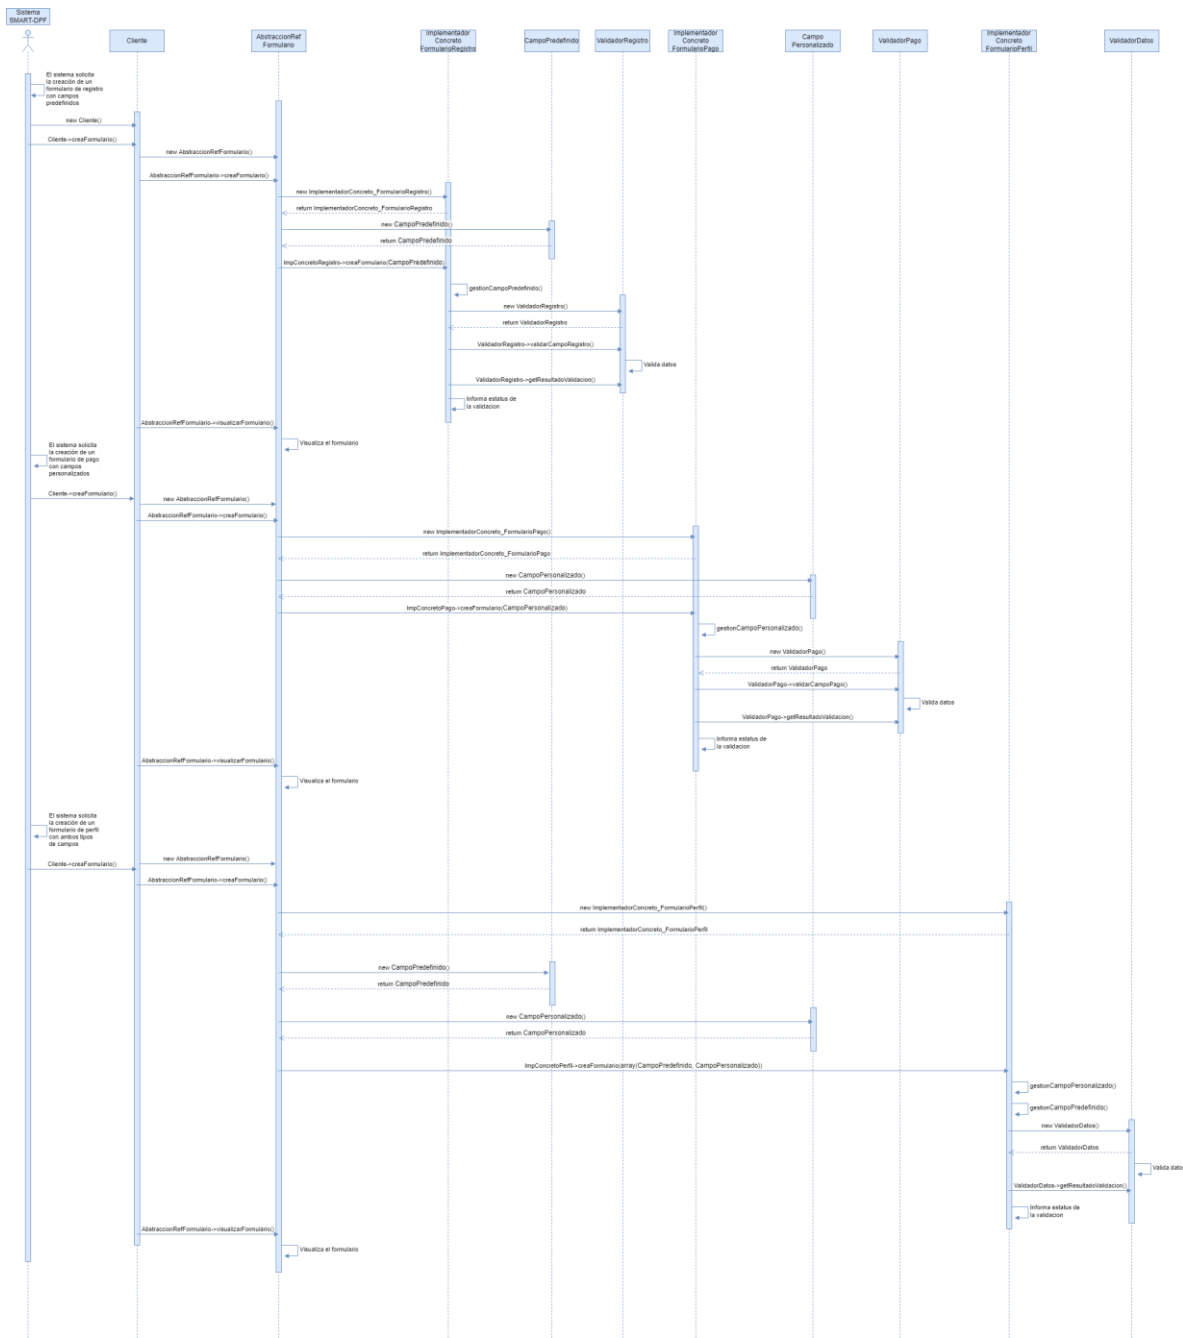 Sistema
SMART-DPF
Cliente
AbstraccionRef
Formulario
Implementador
Concreto
FormularioRegistro
CampoPredefinido
ValidadorRegistro
Implementador
Concreto
FormularioPago
Campo
Personalizado
ValidadorPago
Implementador
Concreto
FormularioPerfil
ValidadorDatos
El sistema solicita
la creación de un
formulario de registro
con campos
predefinidos
new Cliente()
Cliente->creaFormulario()
new AbstraccionRefFormulario()
AbstraccionRefFormulario->creaFormulario()
new ImplementadorConcreto_FormularioRegistro()
return ImplementadorConcreto_FormularioRegistro
new CampoPredefinido()
return CampoPredefinido
ImpConcretoRegistro->creaFormulario(CampoPredefinido)
gestionCampoPredefinido()
new ValidadorRegistro()
return ValidadorRegistro
ValidadorRegistro->validarCampoRegistro()
Valida datos
ValidadorRegistro->getResultadoValidacion()
Informa estatus de
la validacion
AbstraccionRefFormulario->visualizarFormulario()
Visualiza el formulario
El sistema solicita
la creación de un
formulario de pago
con campos
personalizados
Cliente->creaFormulario()
new AbstraccionRefFormulario()
AbstraccionRefFormulario->creaFormulario()
new ImplementadorConcreto_FormularioPago()
return ImplementadorConcreto_FormularioPago
new CampoPersonalizado()
return CampoPersonalizado
ImpConcretoPago->creaFormulario(CampoPersonalizado)
gestionCampoPersonalizado()
new ValidadorPago()
return ValidadorPago
ValidadorPago->validarCampoPago()
Valida datos
ValidadorPago->getResultadoValidacion()
Informa estatus de
la validacion
AbstraccionRefFormulario->visualizarFormulario()
Visualiza el formulario
El sistema solicita
la creación de un
formulario de perfil
con ambos tipos
de campos
Cliente->creaFormulario()
new AbstraccionRefFormulario()
AbstraccionRefFormulario->creaFormulario()
new ImplementadorConcreto_FormularioPerfil()
return ImplementadorConcreto_FormularioPerfil
new CampoPredefinido()
return CampoPredefinido
new CampoPersonalizado()
return CampoPersonalizado
ImpConcretoPerfil->creaFormulario(array(CampoPredefinido, CampoPersonalizado))
gestionCampoPersonalizado()
gestionCampoPredefinido()
new ValidadorDatos()
return ValidadorDatos
Valida datos
ValidadorDatos->getResultadoValidacion()
Informa estatus de
la validacion
AbstraccionRefFormulario->visualizarFormulario()
Visualiza el formulario